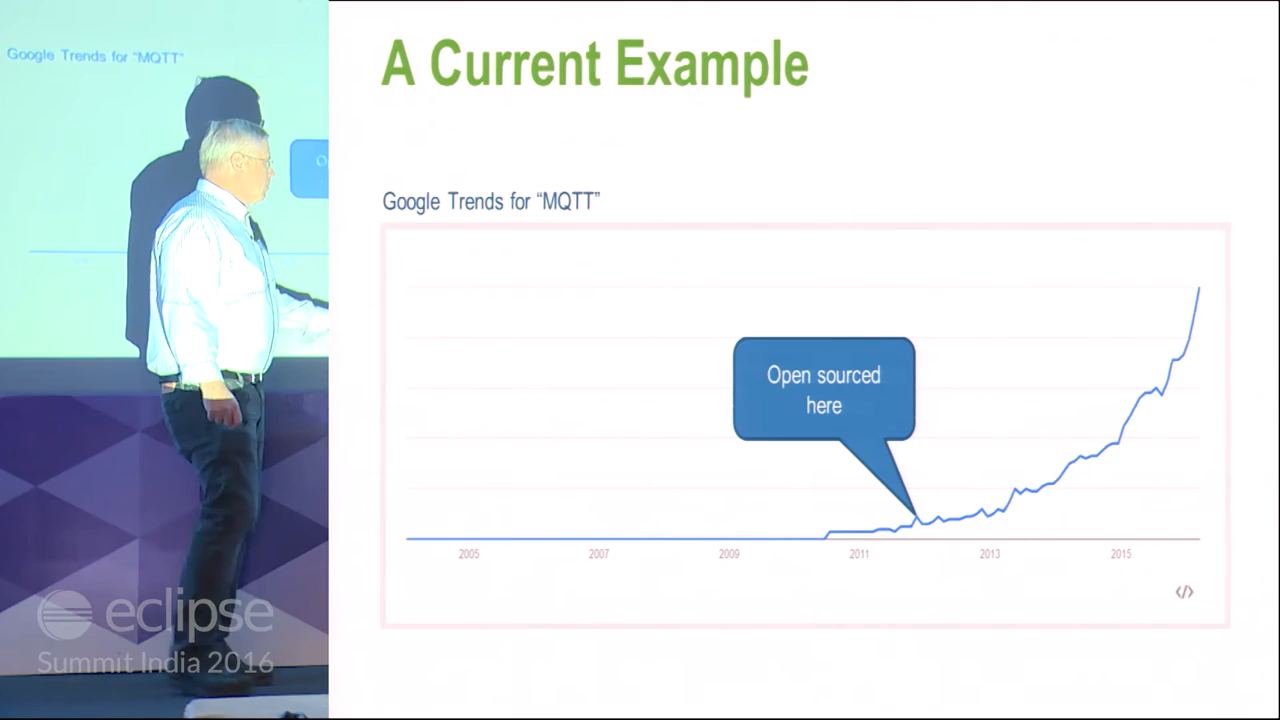 Google Trends for "MQTT"
A Current Example
Google Trends for “MQTT”
Open sourced
here
2005
2007
2009
2011
2013
2015
</>
eclipse
Summit India 2016